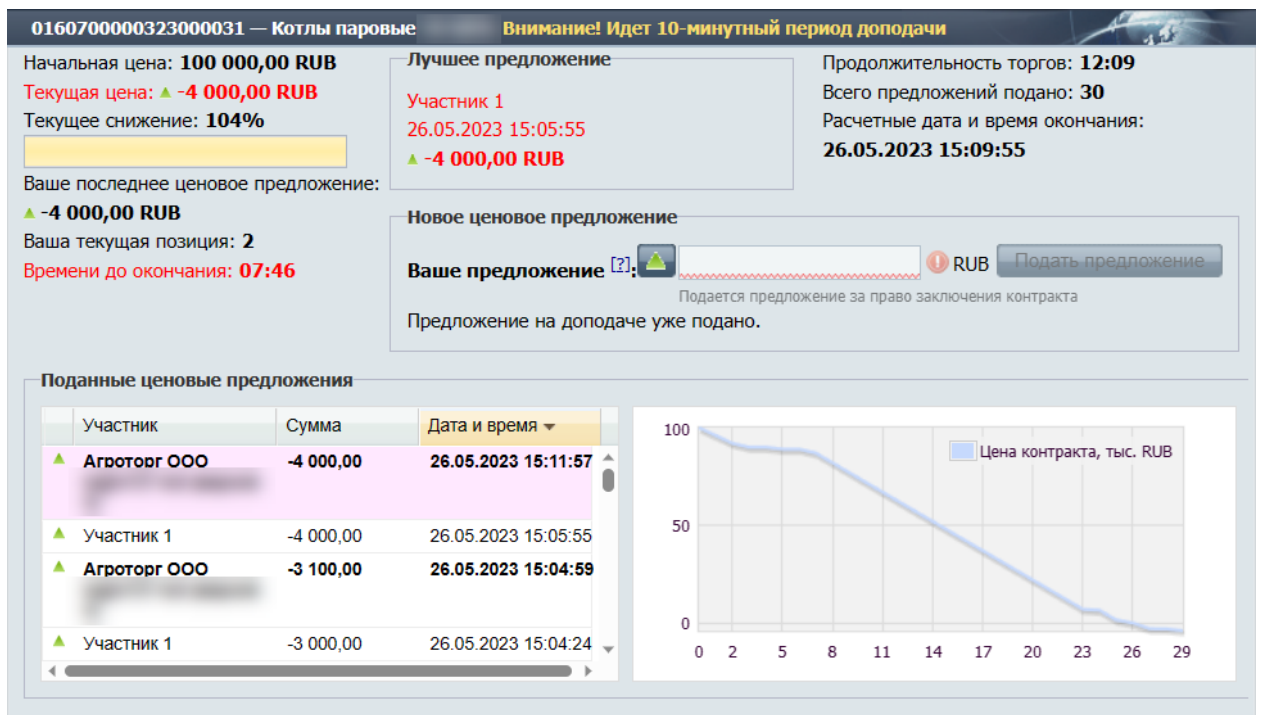 0160700000323000031 — Котлы паровые Внимание! Идет 10-минутный период доподачи
Начальная цена: 100 000,00 RUB
Текущая цена: -4 000,00 RUB
Текущее снижение: 104%
Ваше последнее ценовое предложение:
-4 000,00 RUB
Ваша текущая позиция: 2
Времени до окончания: 07:46
Лучшее предложение
Участник 1
26.05.2023 15:05:55
-4 000,00 RUB
Продолжительность торгов: 12:09
Всего предложений подано: 30
Расчетные дата и время окончания:
26.05.2023 15:09:55
Новое ценовое предложение
Ваше предложение [?]: RUB Подать предложение
Подается предложение за право заключения контракта
Предложение на доподаче уже подано.
Поданные ценовые предложения
Участник Сумма Дата и время
Агроторг ООО -4 000,00 26.05.2023 15:11:57
Участник 1 -4 000,00 26.05.2023 15:05:55
Агроторг ООО -3 100,00 26.05.2023 15:04:59
Участник 1 -3 000,00 26.05.2023 15:04:24
Цена контракта, тыс. RUB
100
50
0
0 2 5 8 11 14 17 20 23 26 29